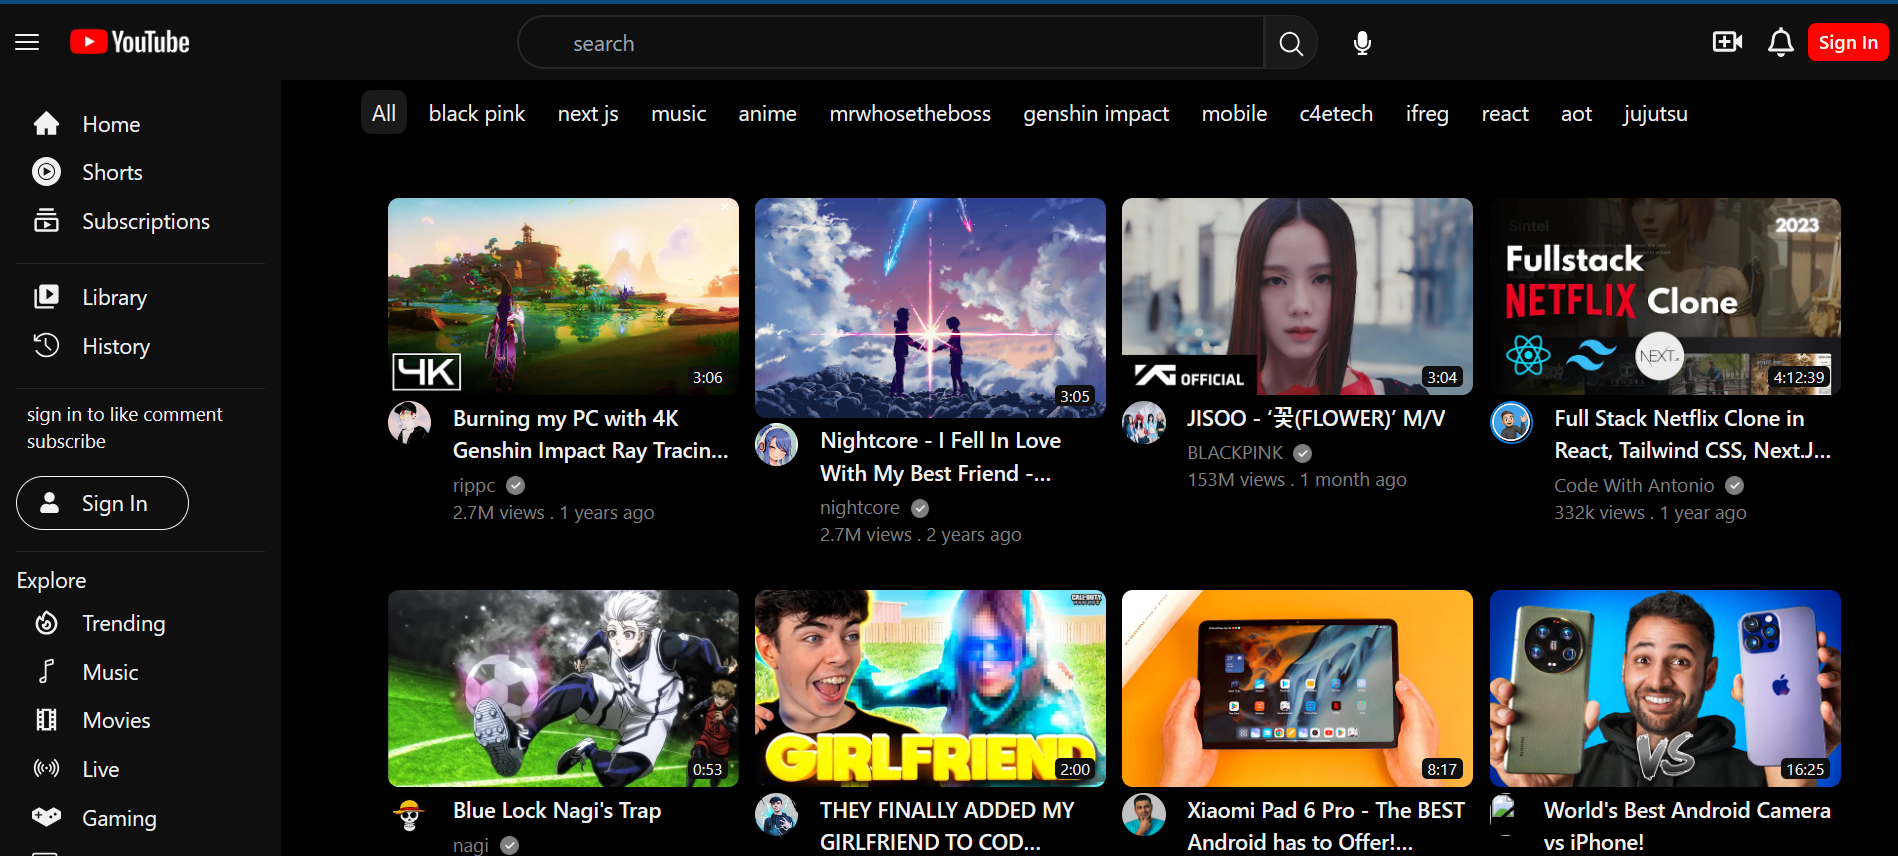 YouTube
search
Sign In
Home
Shorts
Subscriptions
Library
History
sign in to like comment
subscribe
Sign In
Explore
Trending
Music
Movies
Live
Gaming
All black pink next js music anime mrwhosetheboss genshin impact mobile c4etech ifreg react aot jujutsu
4K
3:06
Burning my PC with 4K
Genshin Impact Ray Tracin...
rippc
2.7M views . 1 years ago
3:05
Nightcore - I Fell In Love
With My Best Friend -...
nightcore
2.7M views . 2 years ago
YG OFFICIAL
3:04
JISOO - ‘꽃(FLOWER)’ M/V
BLACKPINK
153M views . 1 month ago
Sintel
2023
Fullstack
NETFLIX Clone
NEXT.JS
4:12:39
Full Stack Netflix Clone in
React, Tailwind CSS, Next.J...
Code With Antonio
332k views . 1 year ago
0:53
Blue Lock Nagi's Trap
nagi
CALL·DUTY
GIRLFRIEND
2:00
THEY FINALLY ADDED MY
GIRLFRIEND TO COD...
8:17
Xiaomi Pad 6 Pro - The BEST
Android has to Offer!...
VS
16:25
World's Best Android Camera
vs iPhone!